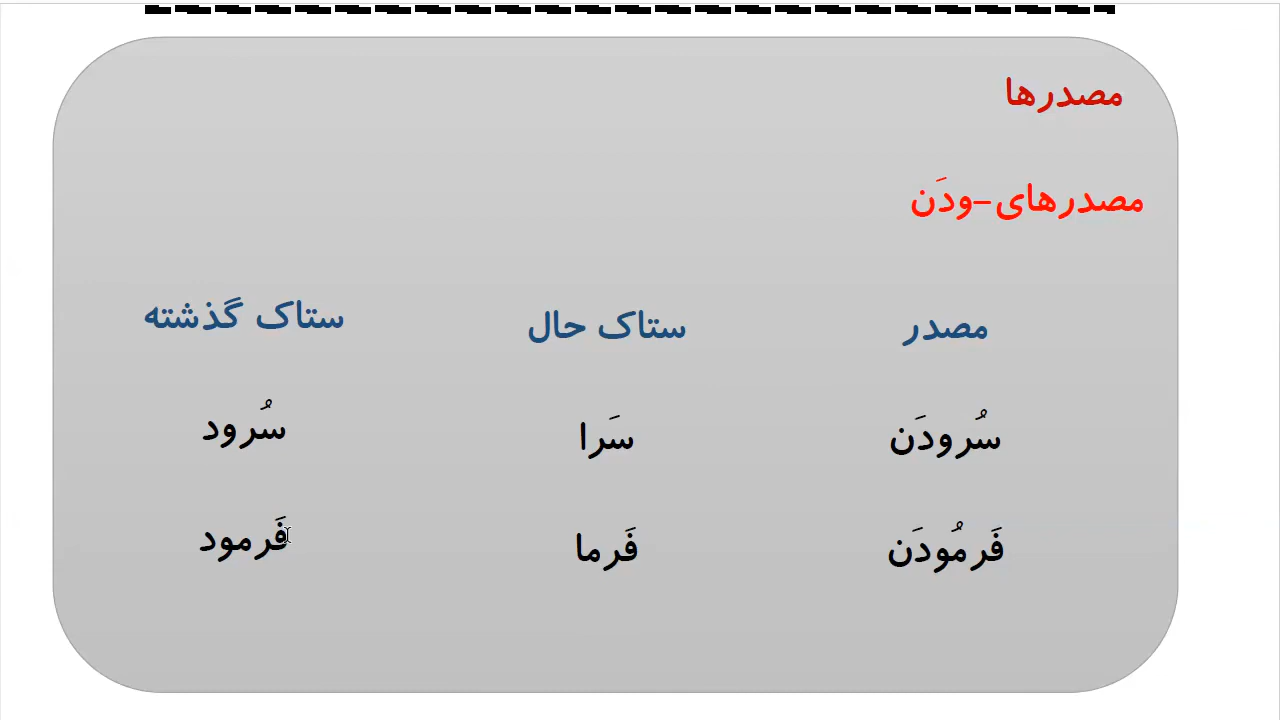 مصدرها
مصدرهای-ودَن
مصدر ستاک حال ستاک گذشته
سُرودَن سَرا سُرود
فَرمُودَن فَرما فَرمود